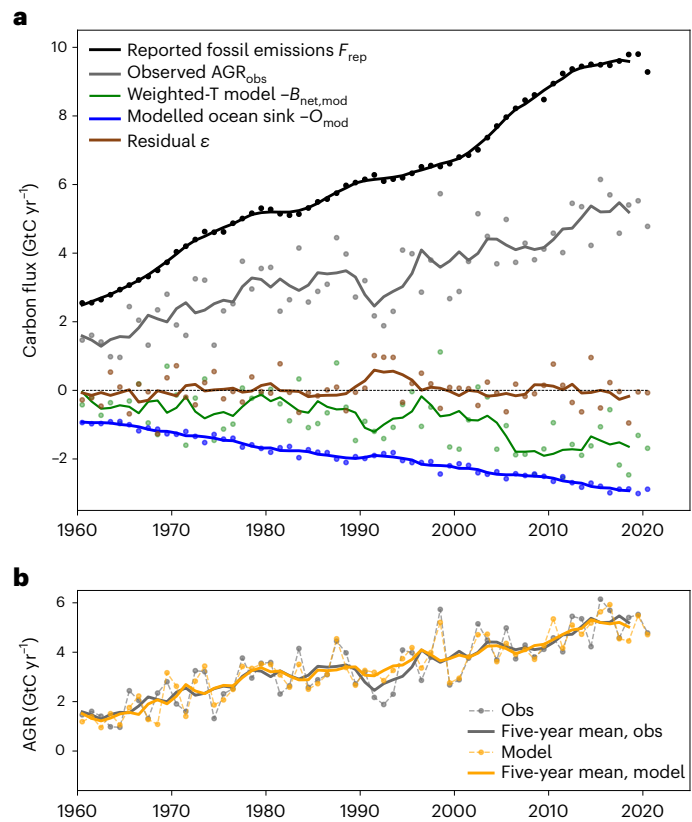 a
Reported fossil emissions F_rep
Observed AGR_obs
Weighted-T model –B_net,mod
Modelled ocean sink –O_mod
Residual ε
Carbon flux (GtC yr⁻¹)
10
8
6
4
2
0
–2
1960 1970 1980 1990 2000 2010 2020
b
AGR (GtC yr⁻¹)
6
4
2
0
Obs
Five-year mean, obs
Model
Five-year mean, model
1960 1970 1980 1990 2000 2010 2020